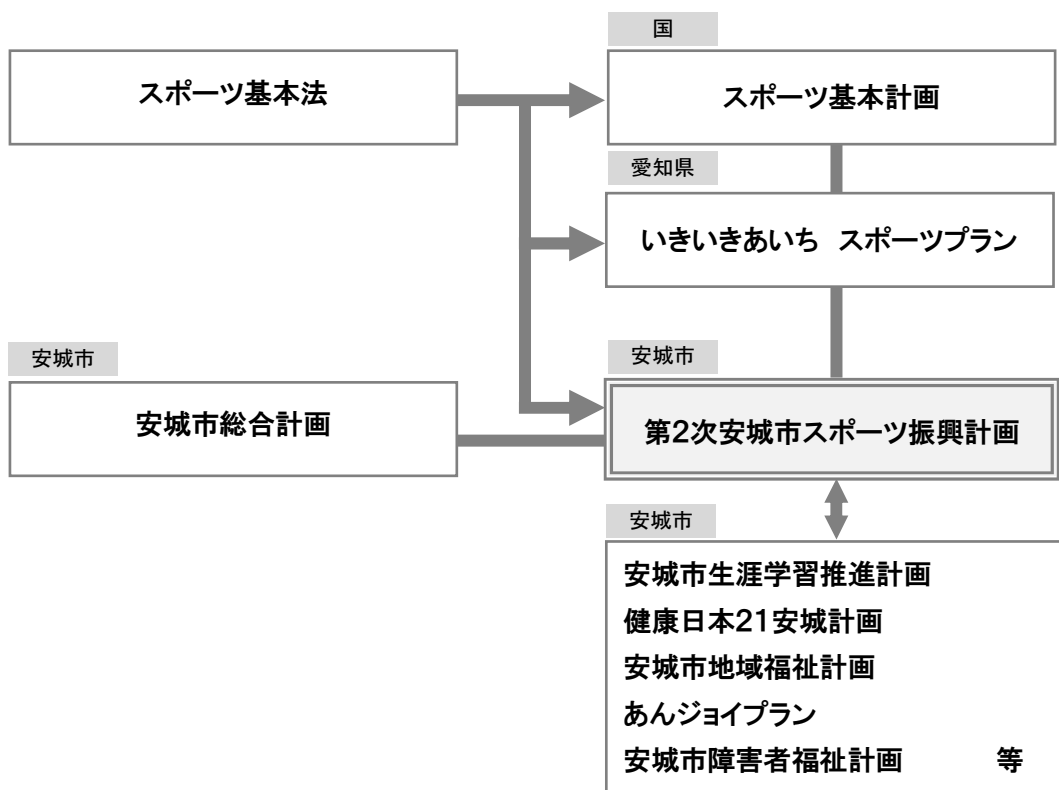 国
スポーツ基本法
スポーツ基本計画
愛知県
いきいきあいち　スポーツプラン
安城市
安城市
安城市総合計画
第2次安城市スポーツ振興計画
安城市
安城市生涯学習推進計画
健康日本21安城計画
安城市地域福祉計画
あんジョイプラン
安城市障害者福祉計画　　　等